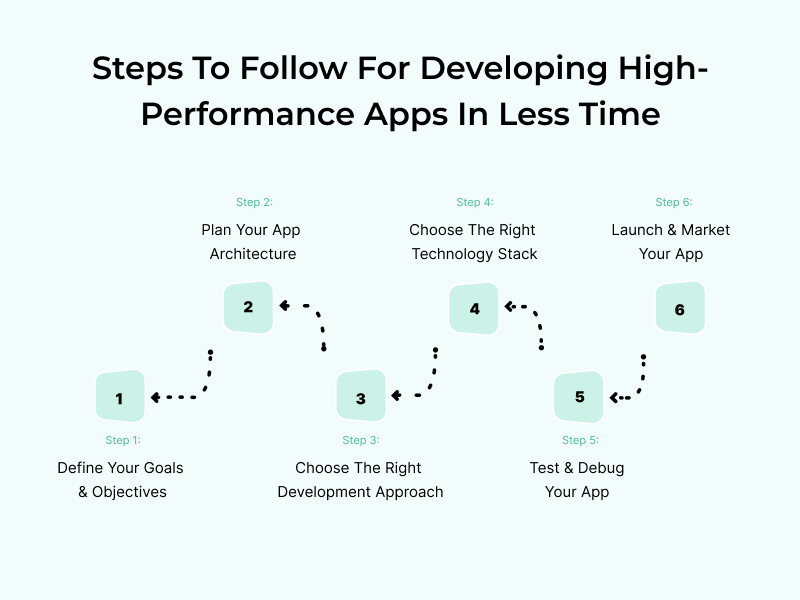 Steps To Follow For Developing High-
Performance Apps In Less Time
Step 1:
Define Your Goals
& Objectives
1
Step 2:
Plan Your App
Architecture
2
Step 3:
Choose The Right
Development Approach
3
Step 4:
Choose The Right
Technology Stack
4
Step 5:
Test & Debug
Your App
5
Step 6:
Launch & Market
Your App
6